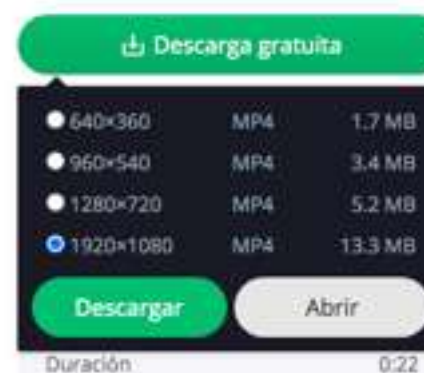 Descarga gratuita
640×360 MP4 1.7 MB
960×540 MP4 3.4 MB
1280×720 MP4 5.2 MB
1920×1080 MP4 13.3 MB
Descargar Abrir
Duración 0:22